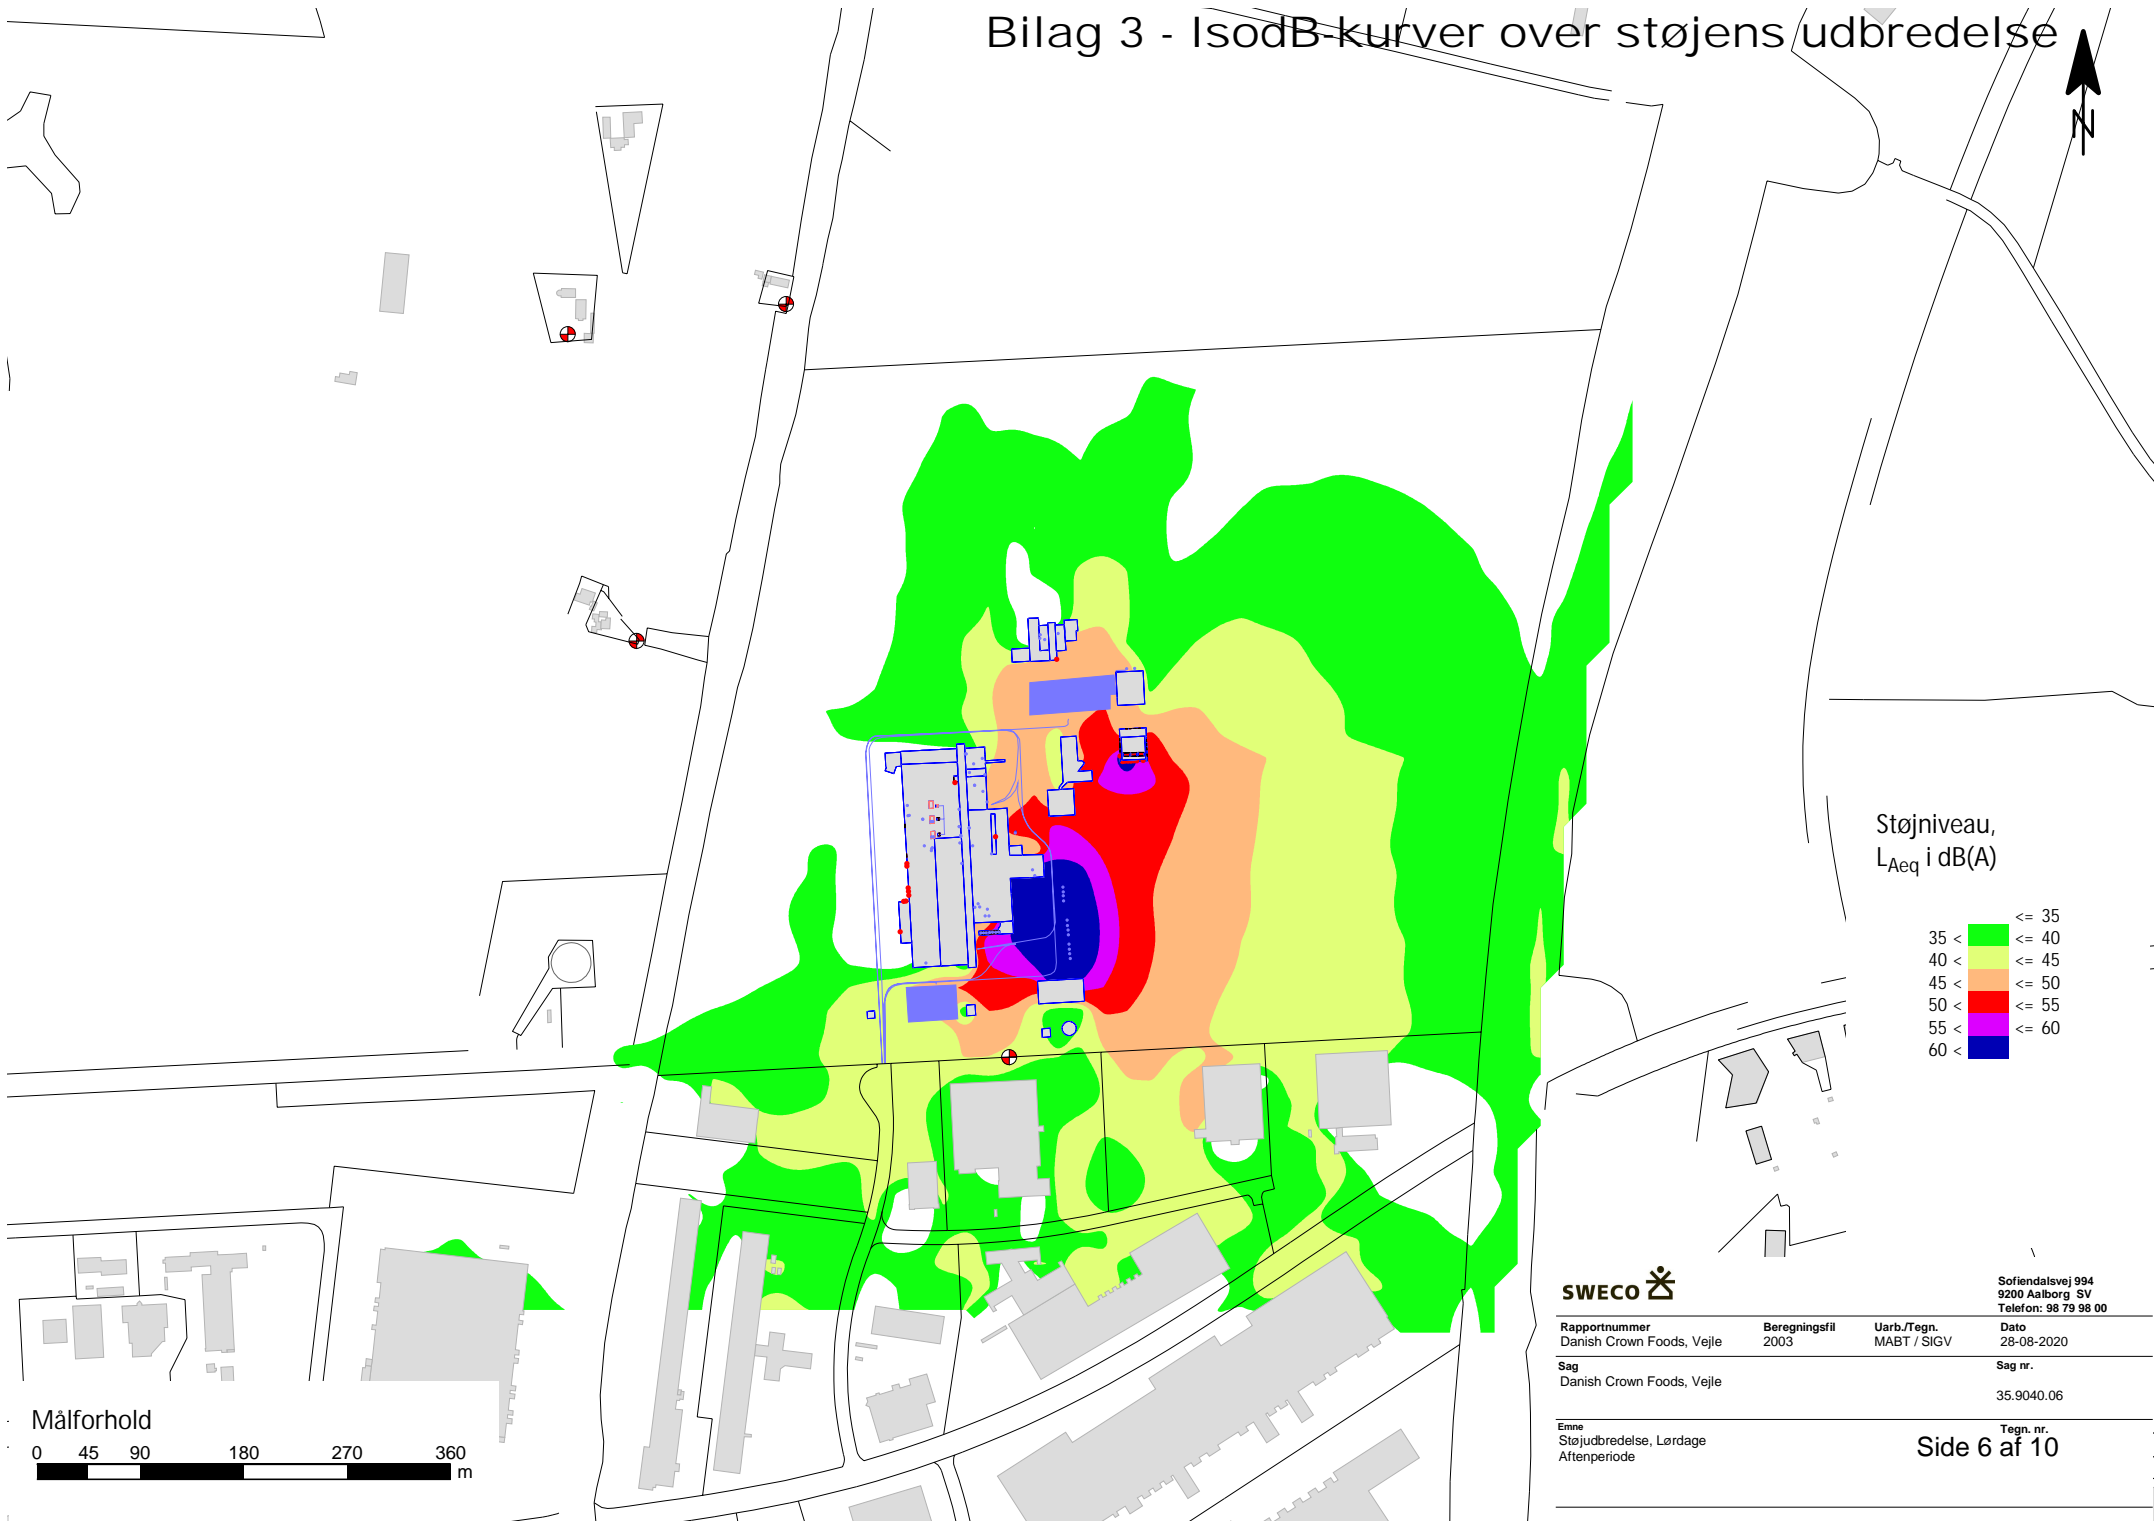 Bilag 3 - IsodB-kurver over støjens udbredelse
N
Støjniveau,
LAeq i dB(A)
<= 35
35 < <= 40
40 < <= 45
45 < <= 50
50 < <= 55
55 < <= 60
60 <
SWECO
Sofiendalsvej 994
9200 Aalborg SV
Telefon: 98 79 98 00
Rapportnummer Beregningsfil Uarb./Tegn. Dato
Danish Crown Foods, Vejle 2003 MABT / SIGV 28-08-2020
Sag Sag nr.
Danish Crown Foods, Vejle
35.9040.06
Emne Tegn. nr.
Støjudbredelse, Lørdage
Aftenperiode
Side 6 af 10
Målforhold
0 45 90 180 270 360
m